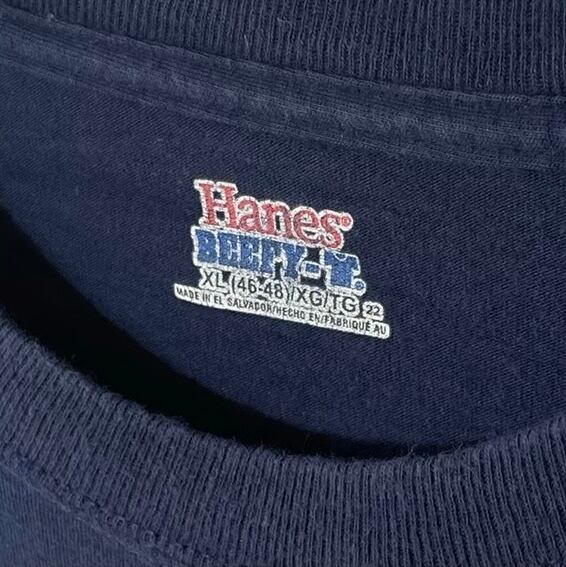 Hanes®
BEEFY-T.
XL (46-48)/XG/TG 22
MADE IN EL SALVADOR/HECHO EN/FABRIQUÉ AU